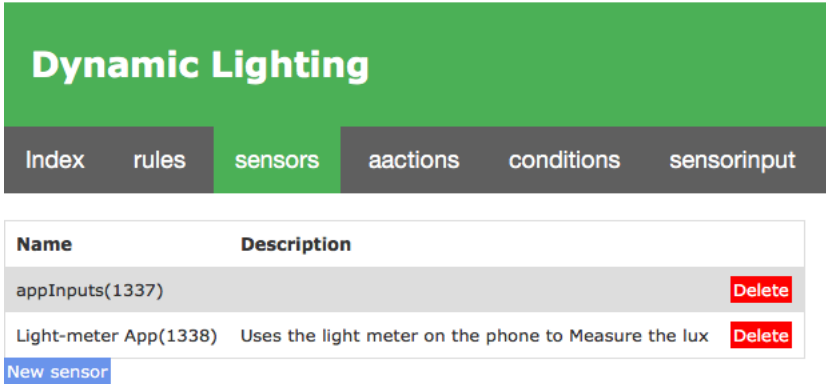 Dynamic Lighting
Index rules sensors aactions conditions sensorinput
Name Description
appInputs(1337) Delete
Light-meter App(1338) Uses the light meter on the phone to Measure the lux Delete
New sensor